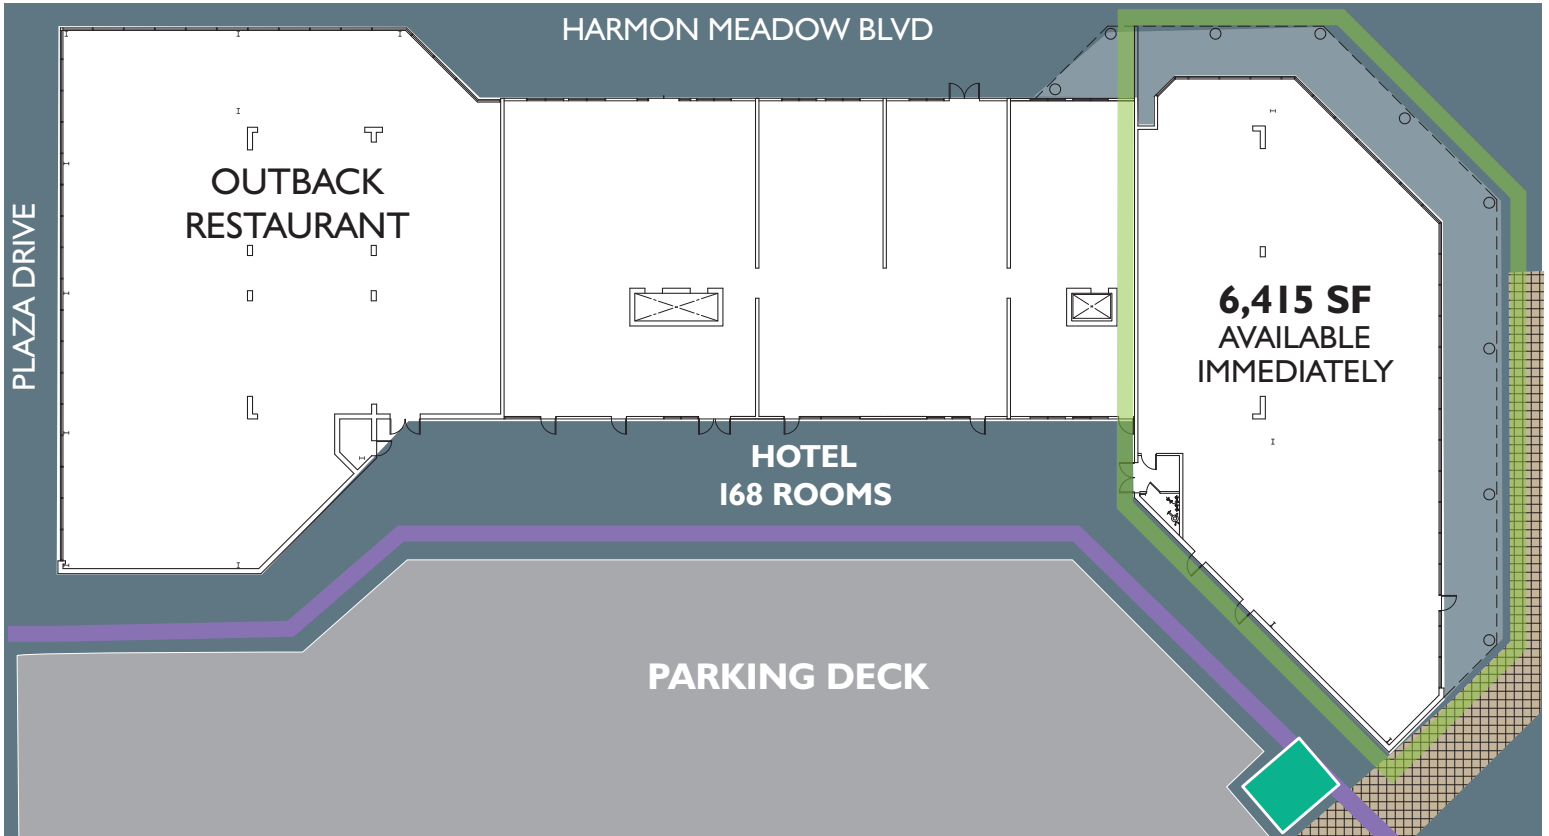 HARMON MEADOW BLVD
OUTBACK
RESTAURANT
PLAZA DRIVE
6,415 SF
AVAILABLE
IMMEDIATELY
HOTEL
168 ROOMS
PARKING DECK